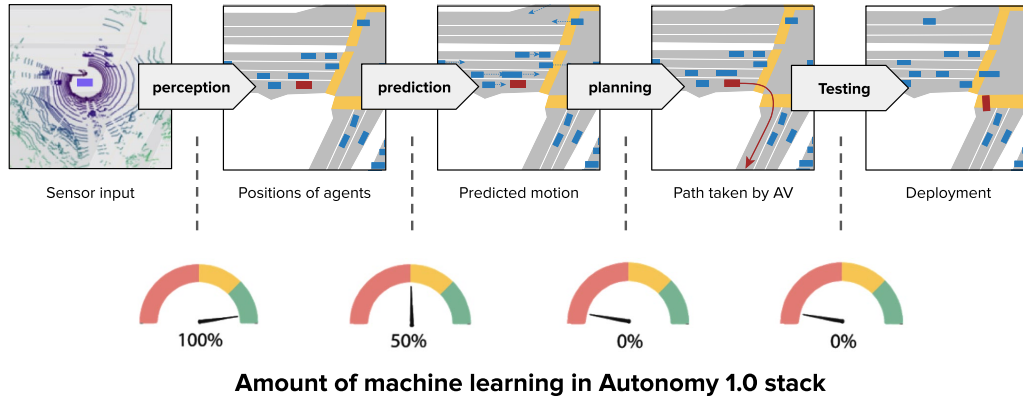 perception
prediction
planning
Testing
Sensor input
Positions of agents
Predicted motion
Path taken by AV
Deployment
100%
50%
0%
0%
Amount of machine learning in Autonomy 1.0 stack